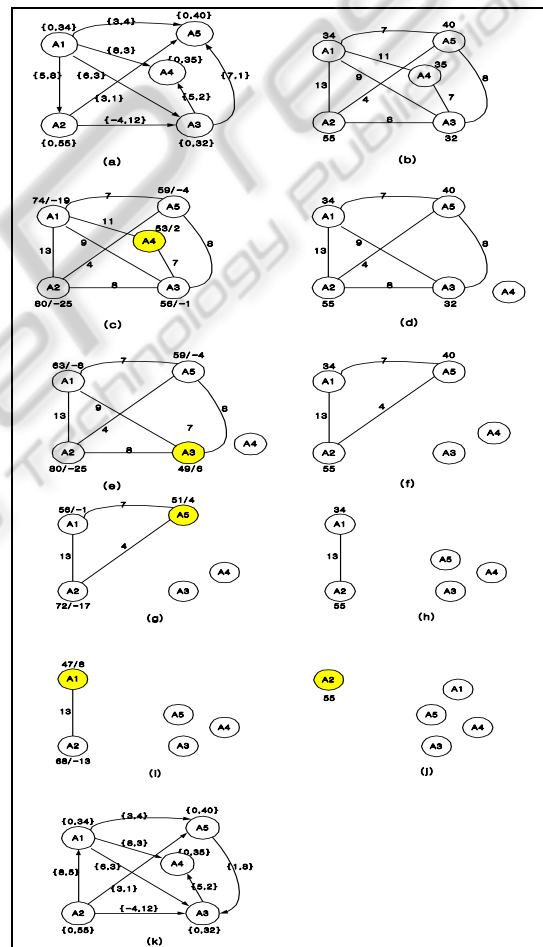 {0,34} {3,4} {0,40}
A1 A5
{8,3} {0,35}
A4
{5,8} {6,3} {7,1}
{5,2}
{3,1}
A2 {-4,12} A3
{0,55} {0,32}
(a)
34 7 40
A1 A5
11 35
A4
13 9 8
4 7
A2 8 A3
55 32
(b)
74/-19 7 59/-4
A1 A5
11 53/2
A4
13 9 8
4 7
A2 8 A3
80/-25 56/-1
(c)
34 7 40
A1 A5
13 9 8
4
A2 8 A3 A4
55 32
(d)
63/-8 7 59/-4
A1 A5
13 9 8
4 7
A2 8 A3 A4
80/-25 49/6
(e)
34 7 40
A1 A5
13 4
A4
A2 A3
55
(f)
56/-1 7 51/4
A1 A5
13 4
A4
A2 A3
72/-17
(g)
34
A1
13 A5
A4
A2 A3
55
(h)
47/8
A1
13 A5
A4
A2 A3
68/-13
(i)
A2 A1
55 A5
A4
A3
(j)
{0,34} {3,4} {0,40}
A1 A5
{8,3} {0,35}
A4
{8,5} {6,3} {1,8}
{5,2}
{3,1}
A2 {-4,12} A3
{0,55} {0,32}
(k)
Technology Publication